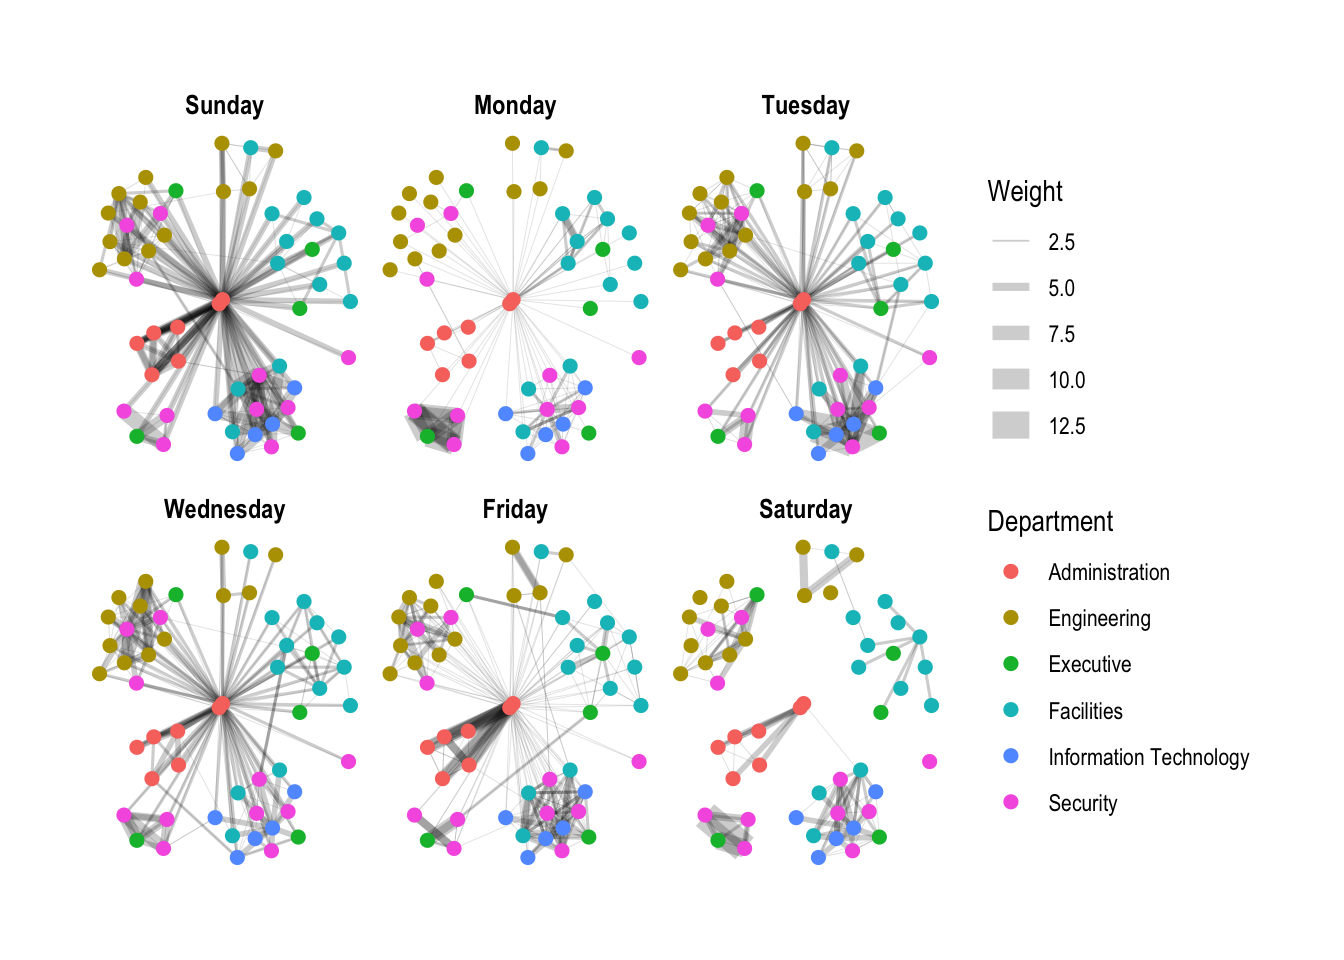 Sunday
Monday
Tuesday
Wednesday
Friday
Saturday
Weight
2.5
5.0
7.5
10.0
12.5
Department
Administration
Engineering
Executive
Facilities
Information Technology
Security